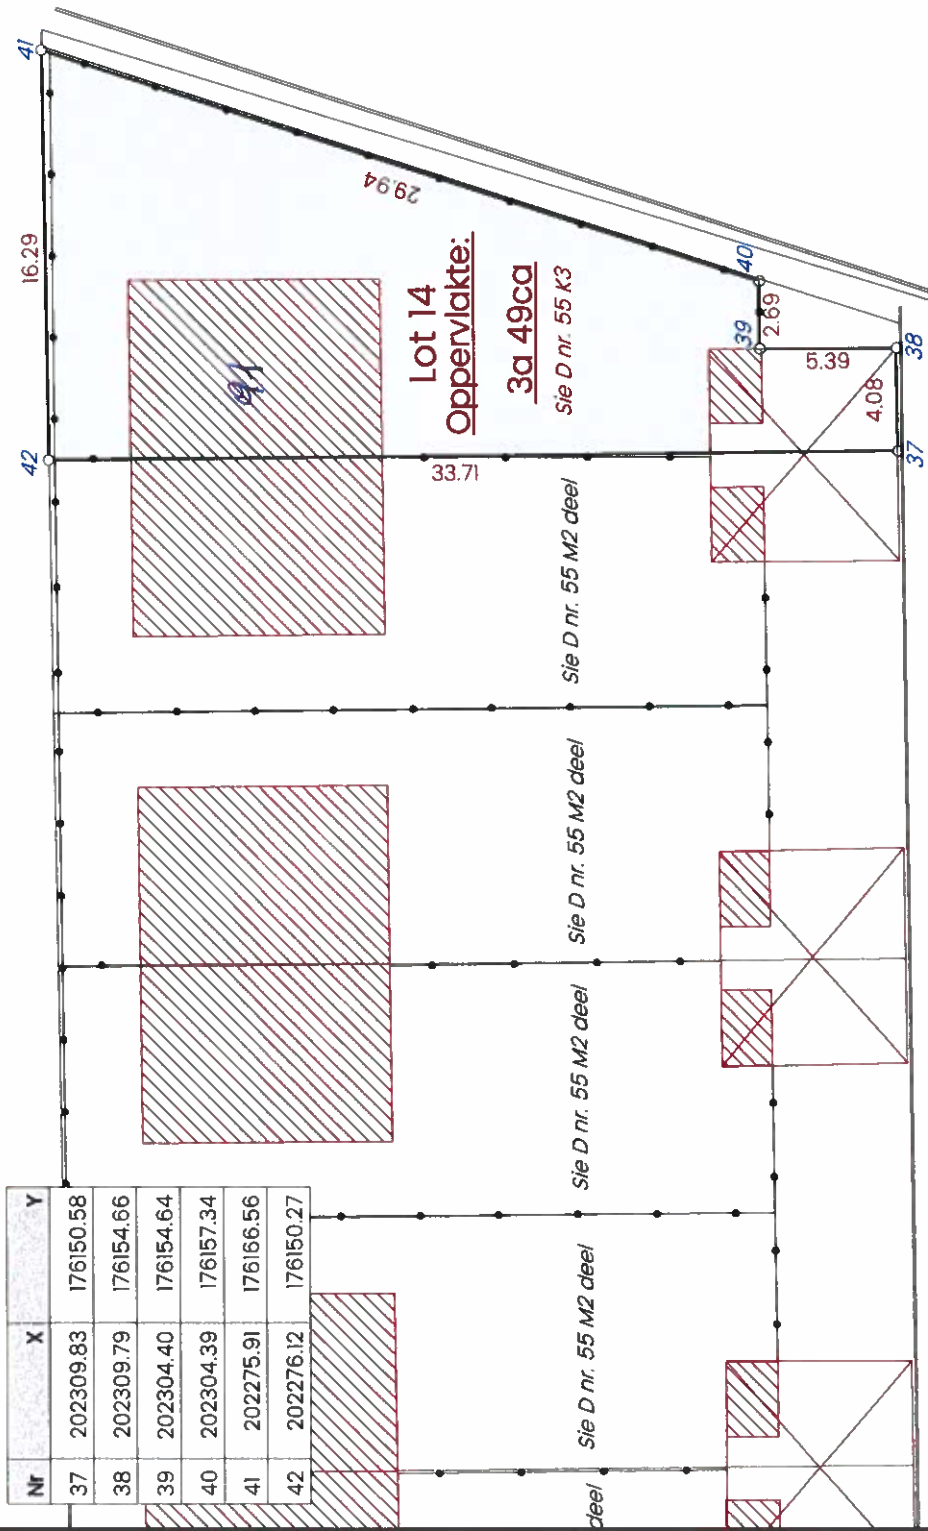 41
16.29
42
29.94
Lot 14
Oppervlakte:
3a 49ca
Sie D nr. 55 K3
40
39
2.69
5.39
38
4.08
37
33.71
Sie D nr. 55 M2 deel
Sie D nr. 55 M2 deel
Sie D nr. 55 M2 deel
Sie D nr. 55 M2 deel
deel
Nr X Y
37 202309.83 176150.58
38 202309.79 176154.66
39 202304.40 176154.64
40 202304.39 176157.34
41 202275.91 176166.56
42 202276.12 176150.27